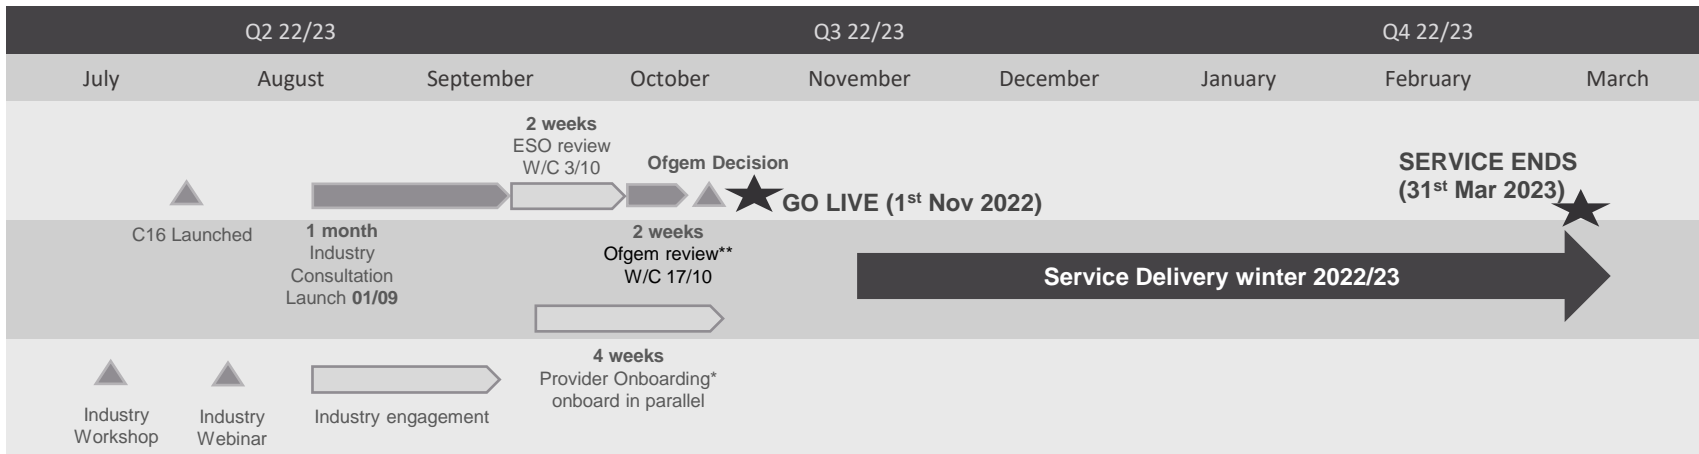 Q2 22/23
Q3 22/23
Q4 22/23
July
August
September
October
November
December
January
February
March
2 weeks
ESO review
W/C 3/10
Ofgem Decision
SERVICE ENDS
(31st Mar 2023)
GO LIVE (1st Nov 2022)
C16 Launched
1 month
Industry
Consultation
Launch 01/09
2 weeks
Ofgem review**
W/C 17/10
Service Delivery winter 2022/23
4 weeks
Provider Onboarding*
onboard in parallel
Industry
Workshop
Industry
Webinar
Industry engagement